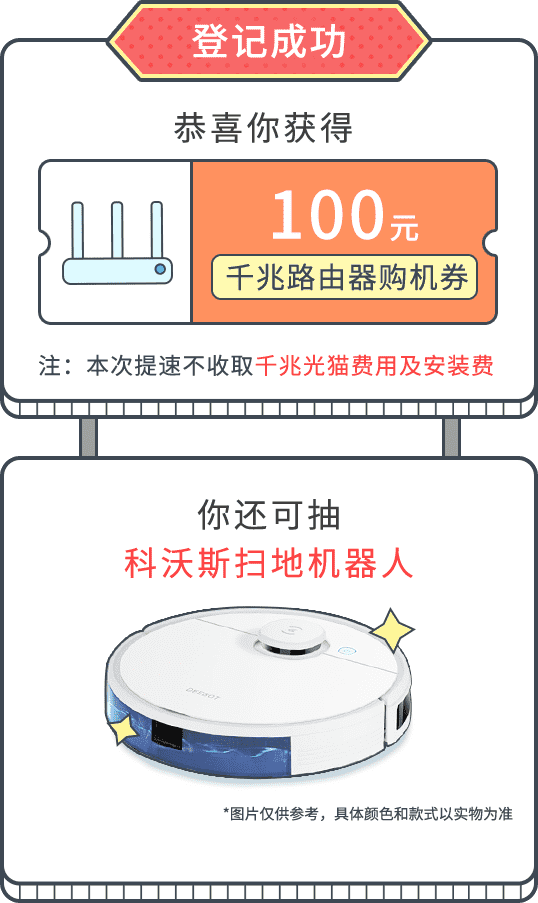 登记成功
恭喜你获得
100元
千兆路由器购机券
注：本次提速不收取千兆光猫费用及安装费
你还可抽
科沃斯扫地机器人
DEEBOT
*图片仅供参考，具体颜色和款式以实物为准